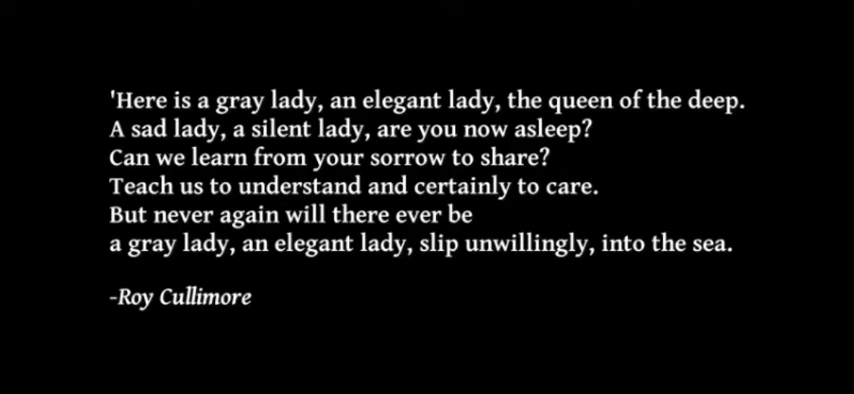 'Here is a gray lady, an elegant lady, the queen of the deep.
A sad lady, a silent lady, are you now asleep?
Can we learn from your sorrow to share?
Teach us to understand and certainly to care.
But never again will there ever be
a gray lady, an elegant lady, slip unwillingly, into the sea.
-Roy Cullimore